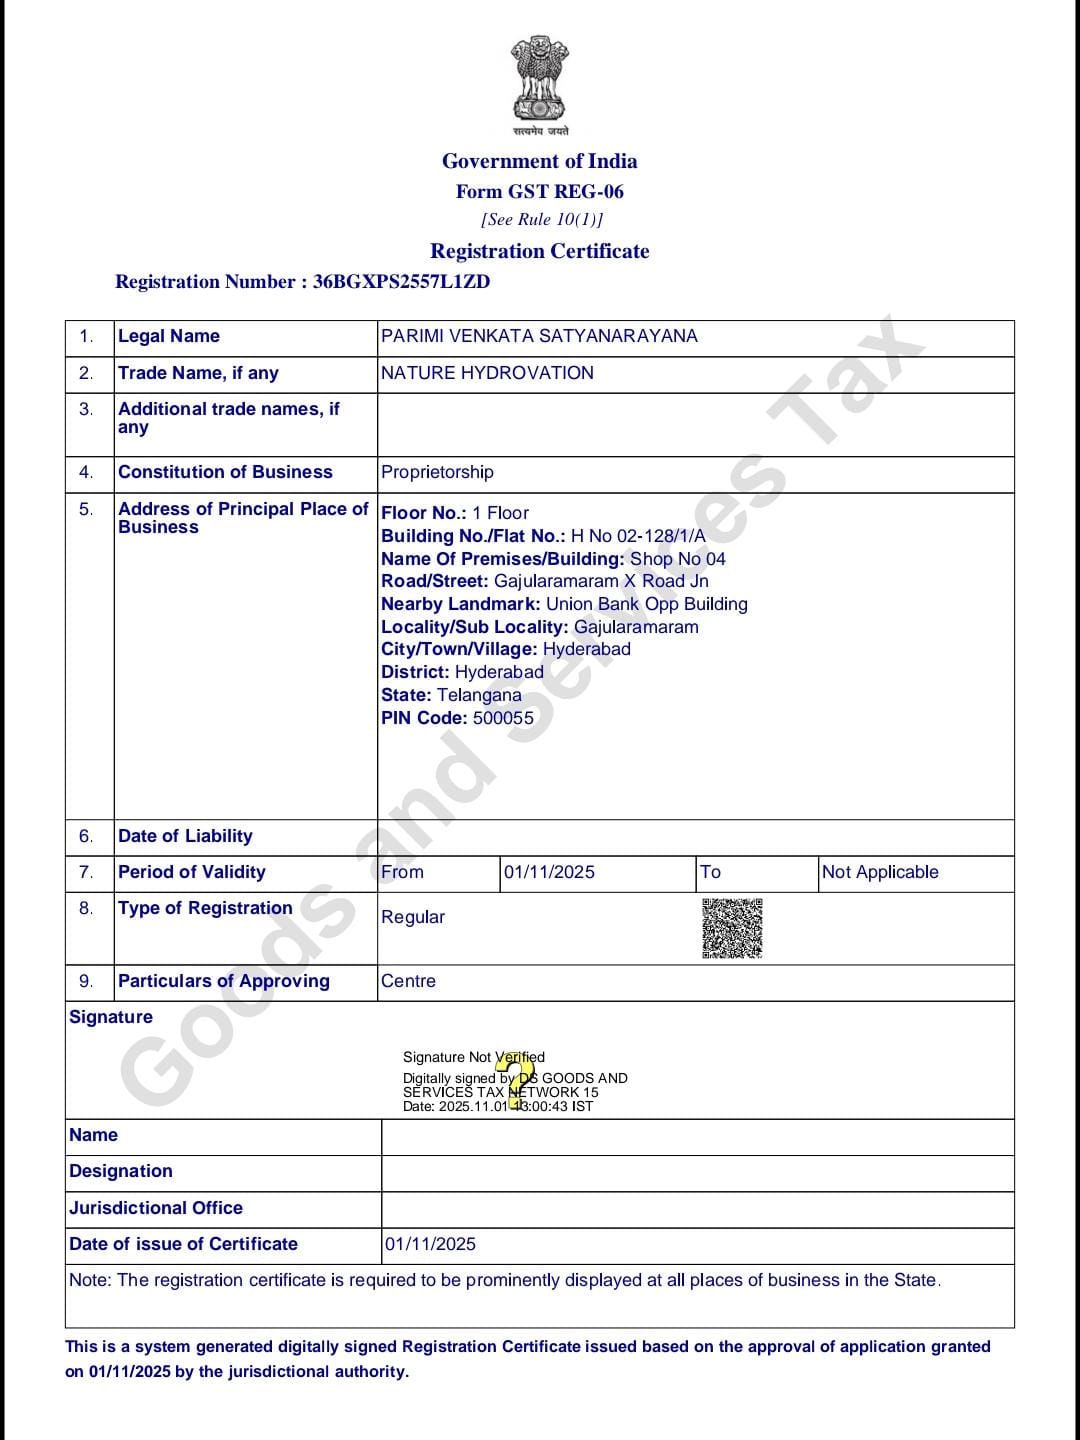 सत्यमेव जयते
Government of India
Form GST REG-06
[See Rule 10(1)]
Registration Certificate
Registration Number : 36BGXPS2557L1ZD
1. Legal Name PARIMI VENKATA SATYANARAYANA
2. Trade Name, if any NATURE HYDROVATION
3. Additional trade names, if
any
4. Constitution of Business Proprietorship
5. Address of Principal Place of
Business
Floor No.: 1 Floor
Building No./Flat No.: H No 02-128/1/A
Name Of Premises/Building: Shop No 04
Road/Street: Gajularamaram X Road Jn
Nearby Landmark: Union Bank Opp Building
Locality/Sub Locality: Gajularamaram
City/Town/Village: Hyderabad
District: Hyderabad
State: Telangana
PIN Code: 500055
6. Date of Liability
7. Period of Validity From 01/11/2025 To Not Applicable
8. Type of Registration Regular
9. Particulars of Approving Centre
Signature
Signature Not Verified
Digitally signed by DS GOODS AND
SERVICES TAX NETWORK 15
Date: 2025.11.01 13:00:43 IST
Name
Designation
Jurisdictional Office
Date of issue of Certificate 01/11/2025
Note: The registration certificate is required to be prominently displayed at all places of business in the State.
This is a system generated digitally signed Registration Certificate issued based on the approval of application granted
on 01/11/2025 by the jurisdictional authority.
Goods and Services Tax